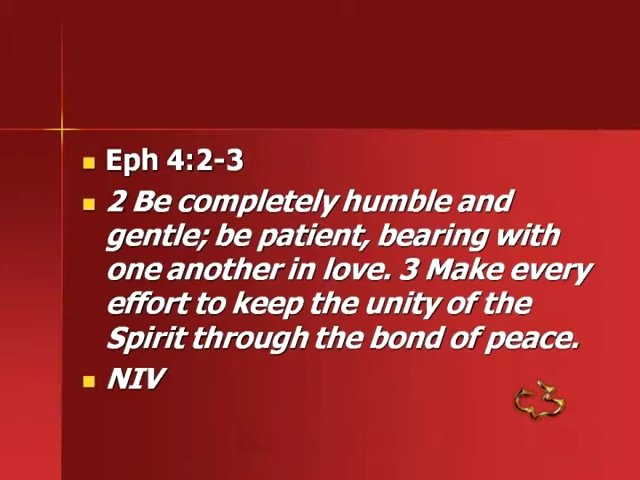 Eph 4:2-3
2 Be completely humble and
gentle; be patient, bearing with
one another in love. 3 Make every
effort to keep the unity of the
Spirit through the bond of peace.
NIV